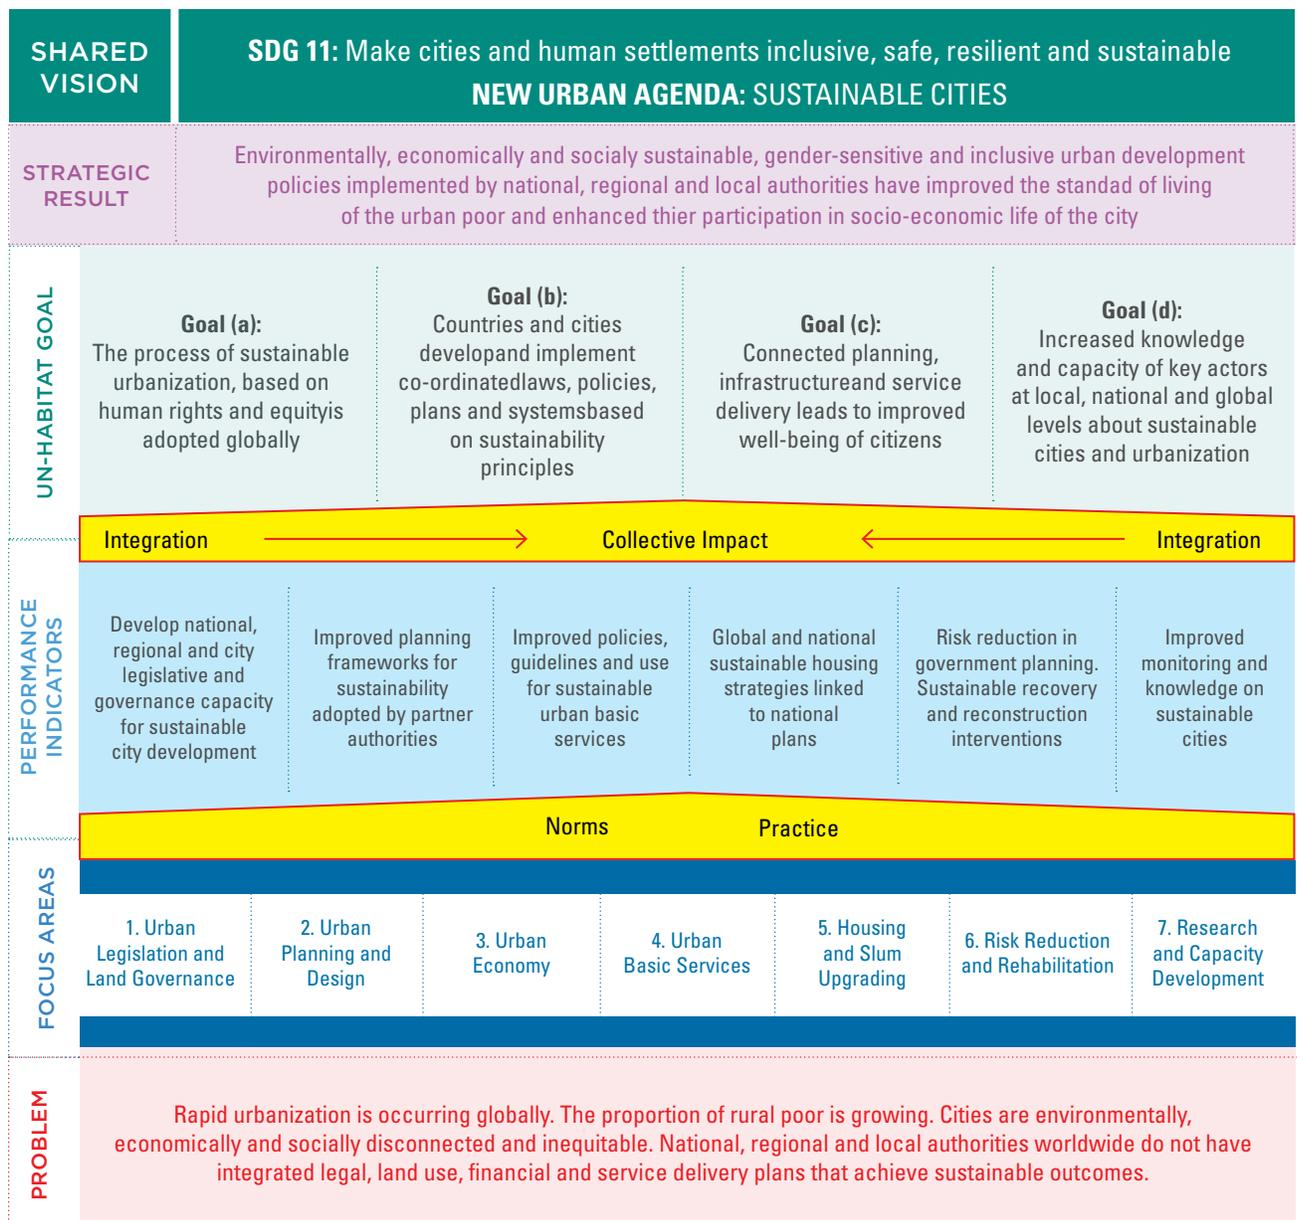 SHARED
VISION
SDG 11: Make cities and human settlements inclusive, safe, resilient and sustainable
NEW URBAN AGENDA: SUSTAINABLE CITIES
STRATEGIC
RESULT
Environmentally, economically and socialy sustainable, gender-sensitive and inclusive urban development
policies implemented by national, regional and local authorities have improved the standad of living
of the urban poor and enhanced thier participation in socio-economic life of the city
UN-HABITAT GOAL
Goal (a):
The process of sustainable
urbanization, based on
human rights and equityis
adopted globally
Goal (b):
Countries and cities
developand implement
co-ordinatedlaws, policies,
plans and systemsbased
on sustainability
principles
Goal (c):
Connected planning,
infrastructureand service
delivery leads to improved
well-being of citizens
Goal (d):
Increased knowledge
and capacity of key actors
at local, national and global
levels about sustainable
cities and urbanization
Integration
Collective Impact
Integration
PERFORMANCE
INDICATORS
Develop national,
regional and city
legislative and
governance capacity
for sustainable
city development
Improved planning
frameworks for
sustainability
adopted by partner
authorities
Improved policies,
guidelines and use
for sustainable
urban basic
services
Global and national
sustainable housing
strategies linked
to national
plans
Risk reduction in
government planning.
Sustainable recovery
and reconstruction
interventions
Improved
monitoring and
knowledge on
sustainable
cities
Norms
Practice
FOCUS AREAS
1. Urban
Legislation and
Land Governance
2. Urban
Planning and
Design
3. Urban
Economy
4. Urban
Basic Services
5. Housing
and Slum
Upgrading
6. Risk Reduction
and Rehabilitation
7. Research
and Capacity
Development
PROBLEM
Rapid urbanization is occurring globally. The proportion of rural poor is growing. Cities are environmentally,
economically and socially disconnected and inequitable. National, regional and local authorities worldwide do not have
integrated legal, land use, financial and service delivery plans that achieve sustainable outcomes.